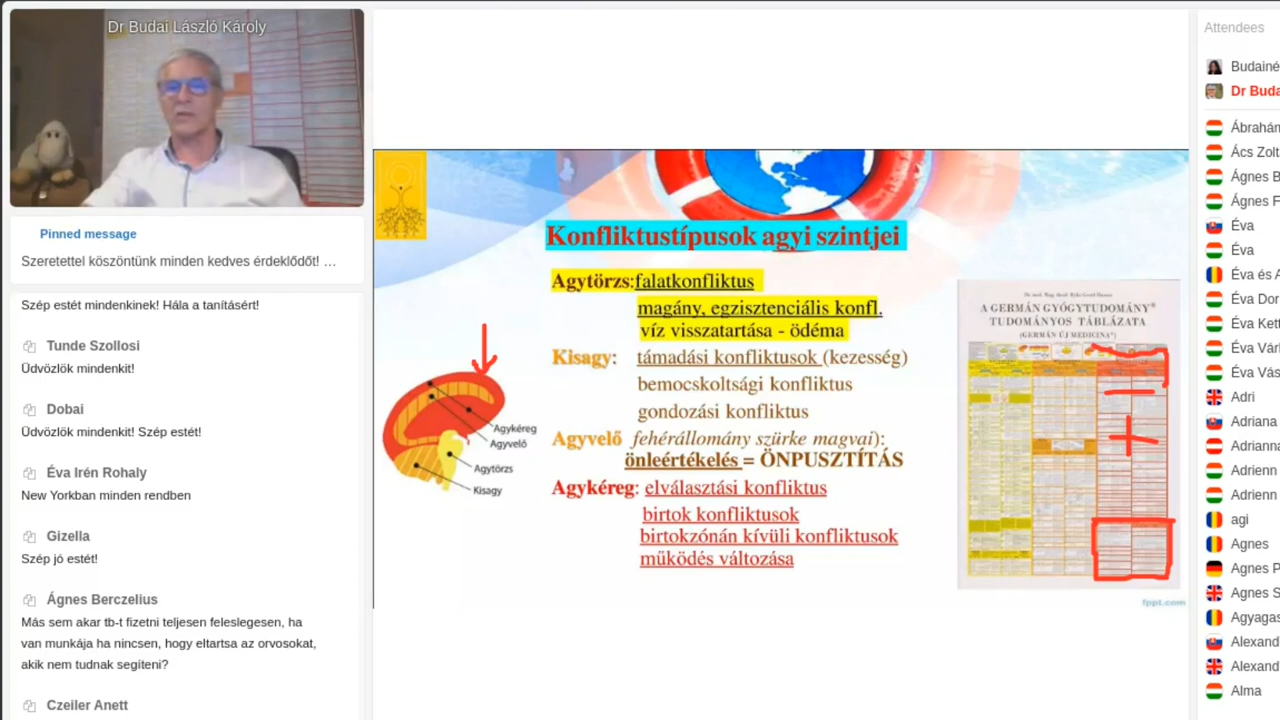 Dr Budai László Károly
Pinned message
Szeretettel köszöntünk minden kedves érdeklődőt! …
Szép estét mindenkinek! Hála a tanításért!
Tunde Szollosi
Üdvözlök mindenkit!
Dobai
Üdvözlök mindenkit! Szép estét!
Éva Irén Rohaly
New Yorkban minden rendben
Gizella
Szép jó estét!
Ágnes Berczelius
Más sem akar tb-t fizetni teljesen feleslegesen, ha
van munkája ha nincsen, hogy eltartsa az orvosokat,
akik nem tudnak segíteni?
Czeiler Anett
Konfliktustípusok agyi szintjei
Agytörzs:falatkonfliktus
magány, egzisztenciális konfl.
víz visszatartása - ödéma
Kisagy: támadási konfliktusok (kezesség)
bemocskoltsági konfliktus
gondozási konfliktus
Agyvelő fehérállomány szürke magvai):
önleértékelés = ÖNPUSZTÍTÁS
Agykéreg: elválasztási konfliktus
birtok konfliktusok
birtokzónán kívüli konfliktusok
működés változása
Agykéreg
Agyvelő
Agytörzs
Kisagy
A GERMÁN GYÓGYTUDOMÁNY®
TUDOMÁNYOS TÁBLÁZATA
(GERMÁN ÚJ MEDICINA®)
fppt.com
Attendees
Budainé
Dr Buda
Ábrahán
Ács Zolt
Ágnes B
Ágnes F
Éva
Éva
Éva és A
Éva Dor
Éva Kett
Éva Vár
Éva Vás
Adri
Adriana
Adrianna
Adrienn
Adrienn
agi
Agnes
Agnes P
Agnes S
Agyagas
Alexand
Alexand
Alma